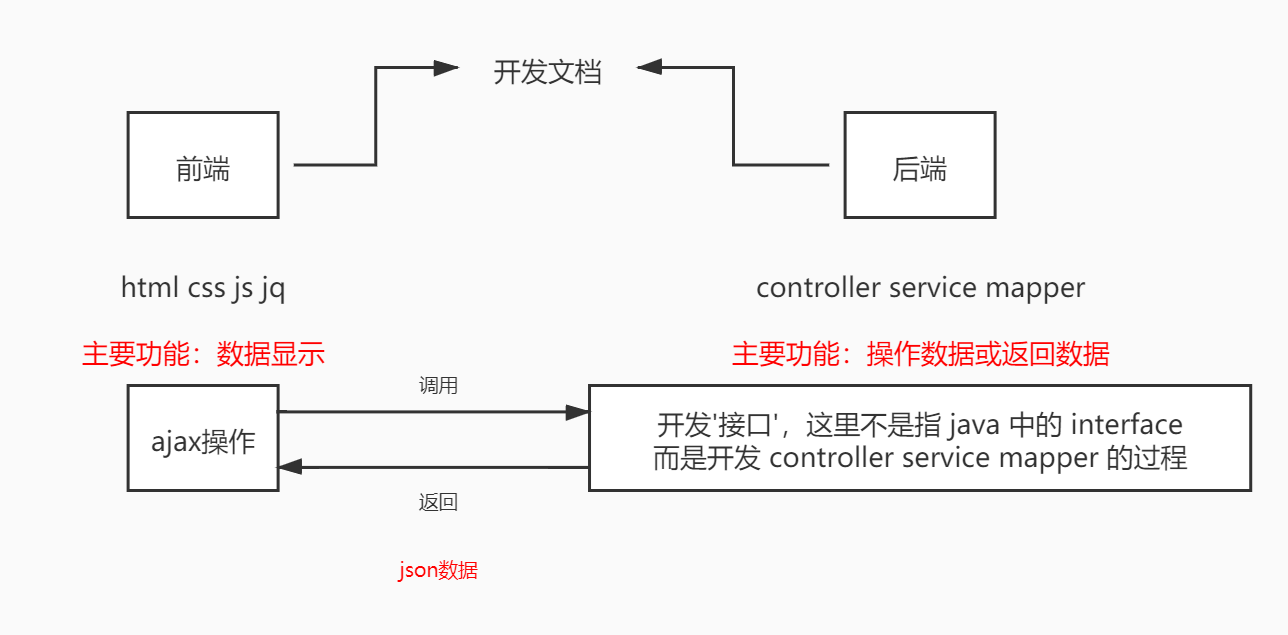 开发文档
前端
后端
html css js jq
controller service mapper
主要功能：数据显示
主要功能：操作数据或返回数据
调用
ajax操作
开发'接口'，这里不是指 java 中的 interface
而是开发 controller service mapper 的过程
返回
json数据